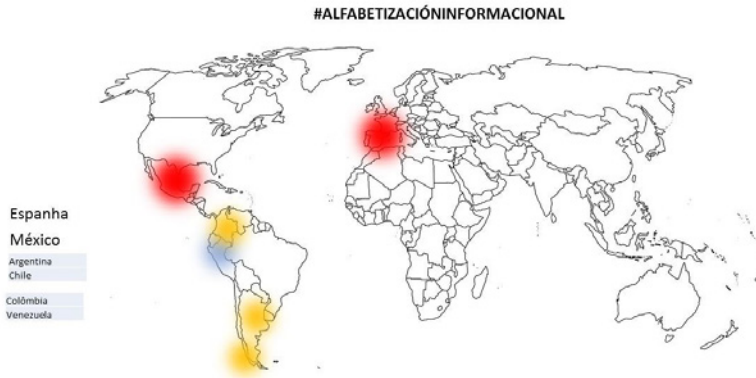 #ALFABETIZACIÓNINFORMACIONAL
Espanha
México
Argentina
Chile
Colômbia
Venezuela